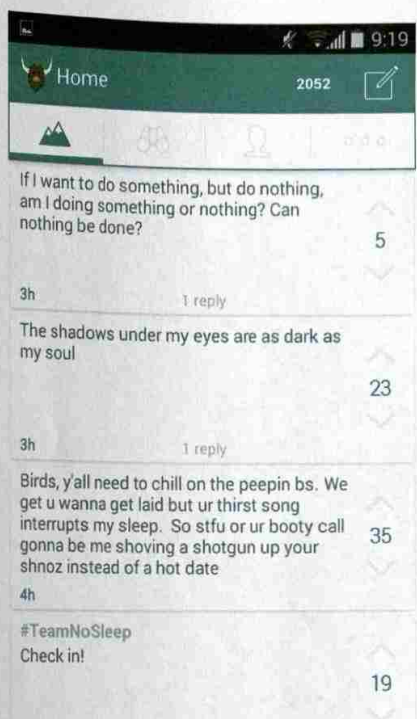 9:19
Home
2052
If I want to do something, but do nothing,
am I doing something or nothing? Can
nothing be done?
5
3h
1 reply
The shadows under my eyes are as dark as
my soul
23
3h
1 reply
Birds, y'all need to chill on the peepin bs. We
get u wanna get laid but ur thirst song
interrupts my sleep. So stfu or ur booty call
gonna be me shoving a shotgun up your
shnoz instead of a hot date
35
4h
#TeamNoSleep
Check in!
19